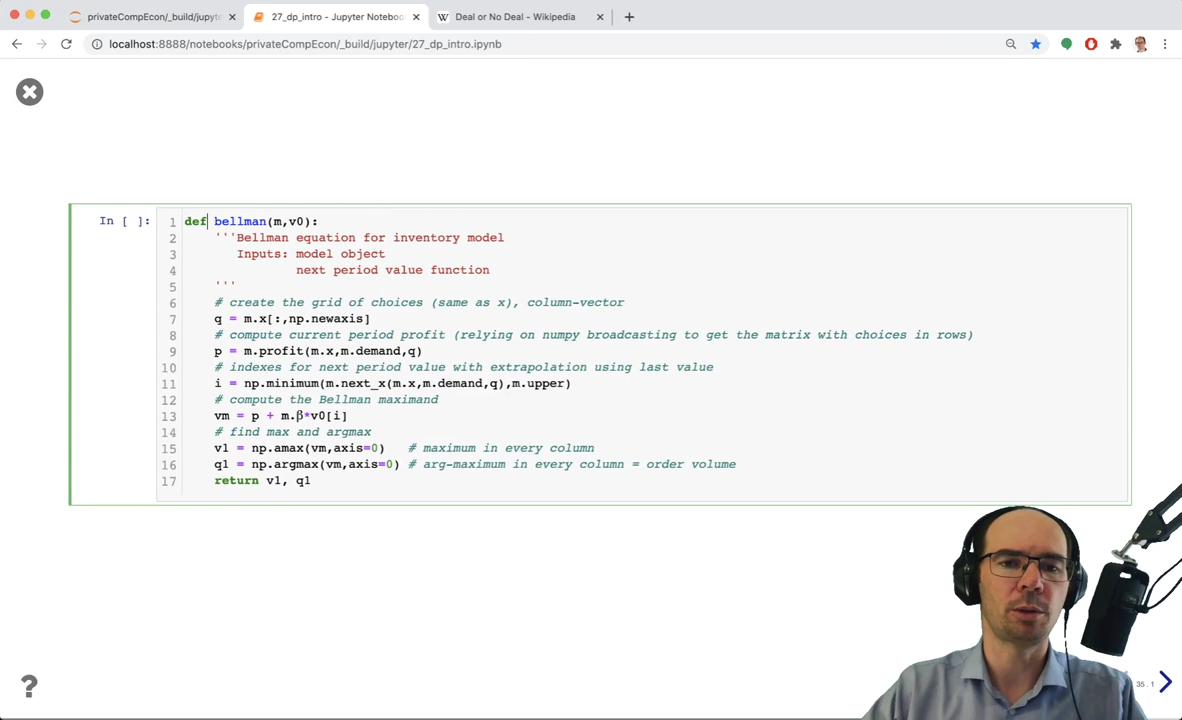 privateCompEcon/_build/jupyte
27_dp_intro - Jupyter Noteboo
W Deal or No Deal - Wikipedia
localhost:8888/notebooks/privateCompEcon/_build/jupyter/27_dp_intro.ipynb
In [ ]:
1 def bellman(m,v0):
2 '''Bellman equation for inventory model
3 Inputs: model object
4 next period value function
5 '''
6 # create the grid of choices (same as x), column-vector
7 q = m.x[:,np.newaxis]
8 # compute current period profit (relying on numpy broadcasting to get the matrix with choices in rows)
9 p = m.profit(m.x,m.demand,q)
10 # indexes for next period value with extrapolation using last value
11 i = np.minimum(m.next_x(m.x,m.demand,q),m.upper)
12 # compute the Bellman maximand
13 vm = p + m.β*v0[i]
14 # find max and argmax
15 v1 = np.amax(vm,axis=0) # maximum in every column
16 q1 = np.argmax(vm,axis=0) # arg-maximum in every column = order volume
17 return v1, q1
?
35.1